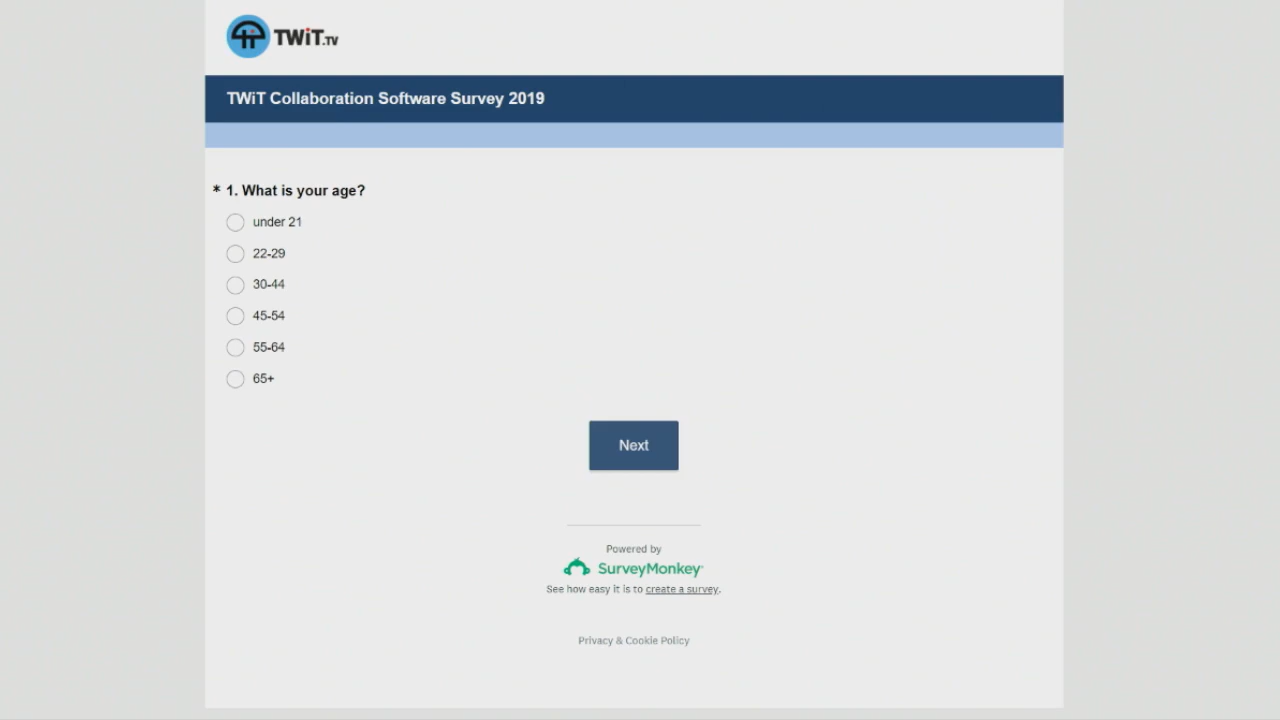 TWiT.TV
TWiT Collaboration Software Survey 2019
* 1. What is your age?
under 21
22-29
30-44
45-54
55-64
65+
Next
Powered by
SurveyMonkey
See how easy it is to create a survey.
Privacy & Cookie Policy